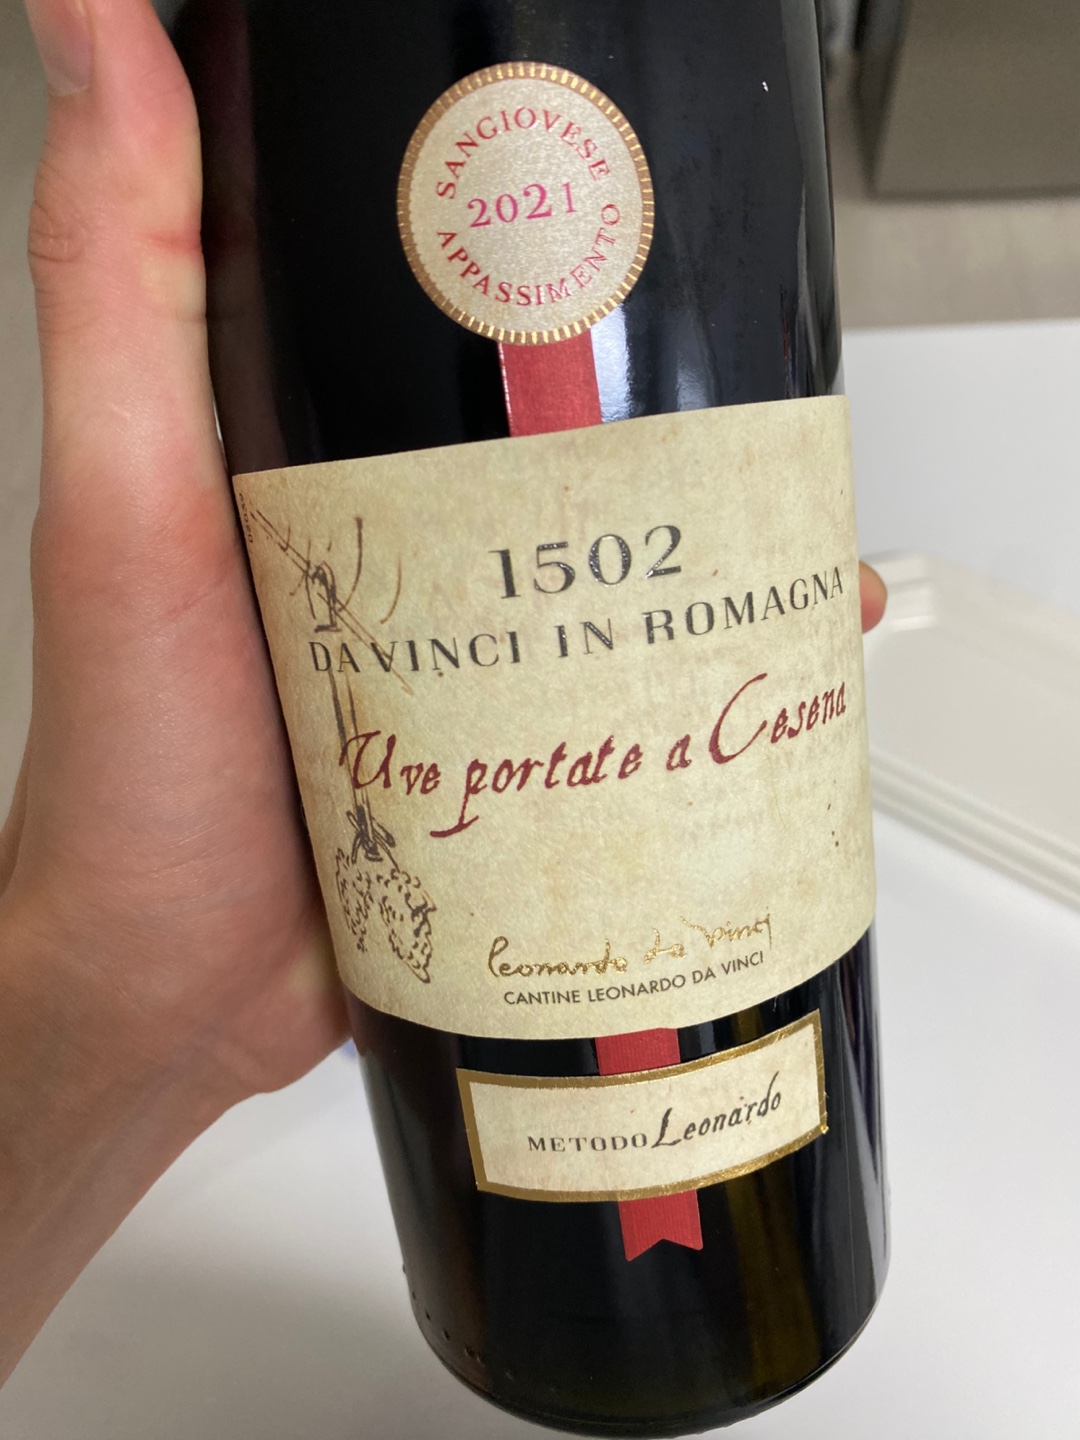 SANGIOVESE
2021
APPASSIMENTO
1502
DA VINCI IN ROMAGNA
Uve portate a Cesena
Leonardo da Vinci
CANTINE LEONARDO DA VINCI
METODO Leonardo